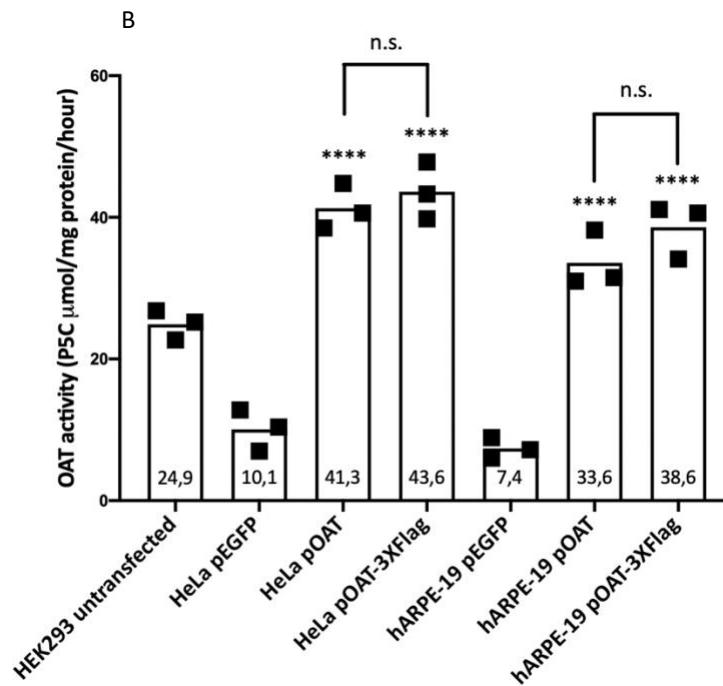 B
n.s.
n.s.
60
40
20
0
OAT activity (P5C μmol/mg protein/hour)
****
****
****
****
24,9
10,1
41,3
43,6
7,4
33,6
38,6
HEK293 untransfected
HeLa pEGFP
HeLa pOAT
HeLa pOAT-3XFlag
hARPE-19 pEGFP
hARPE-19 pOAT
hARPE-19 pOAT-3XFlag